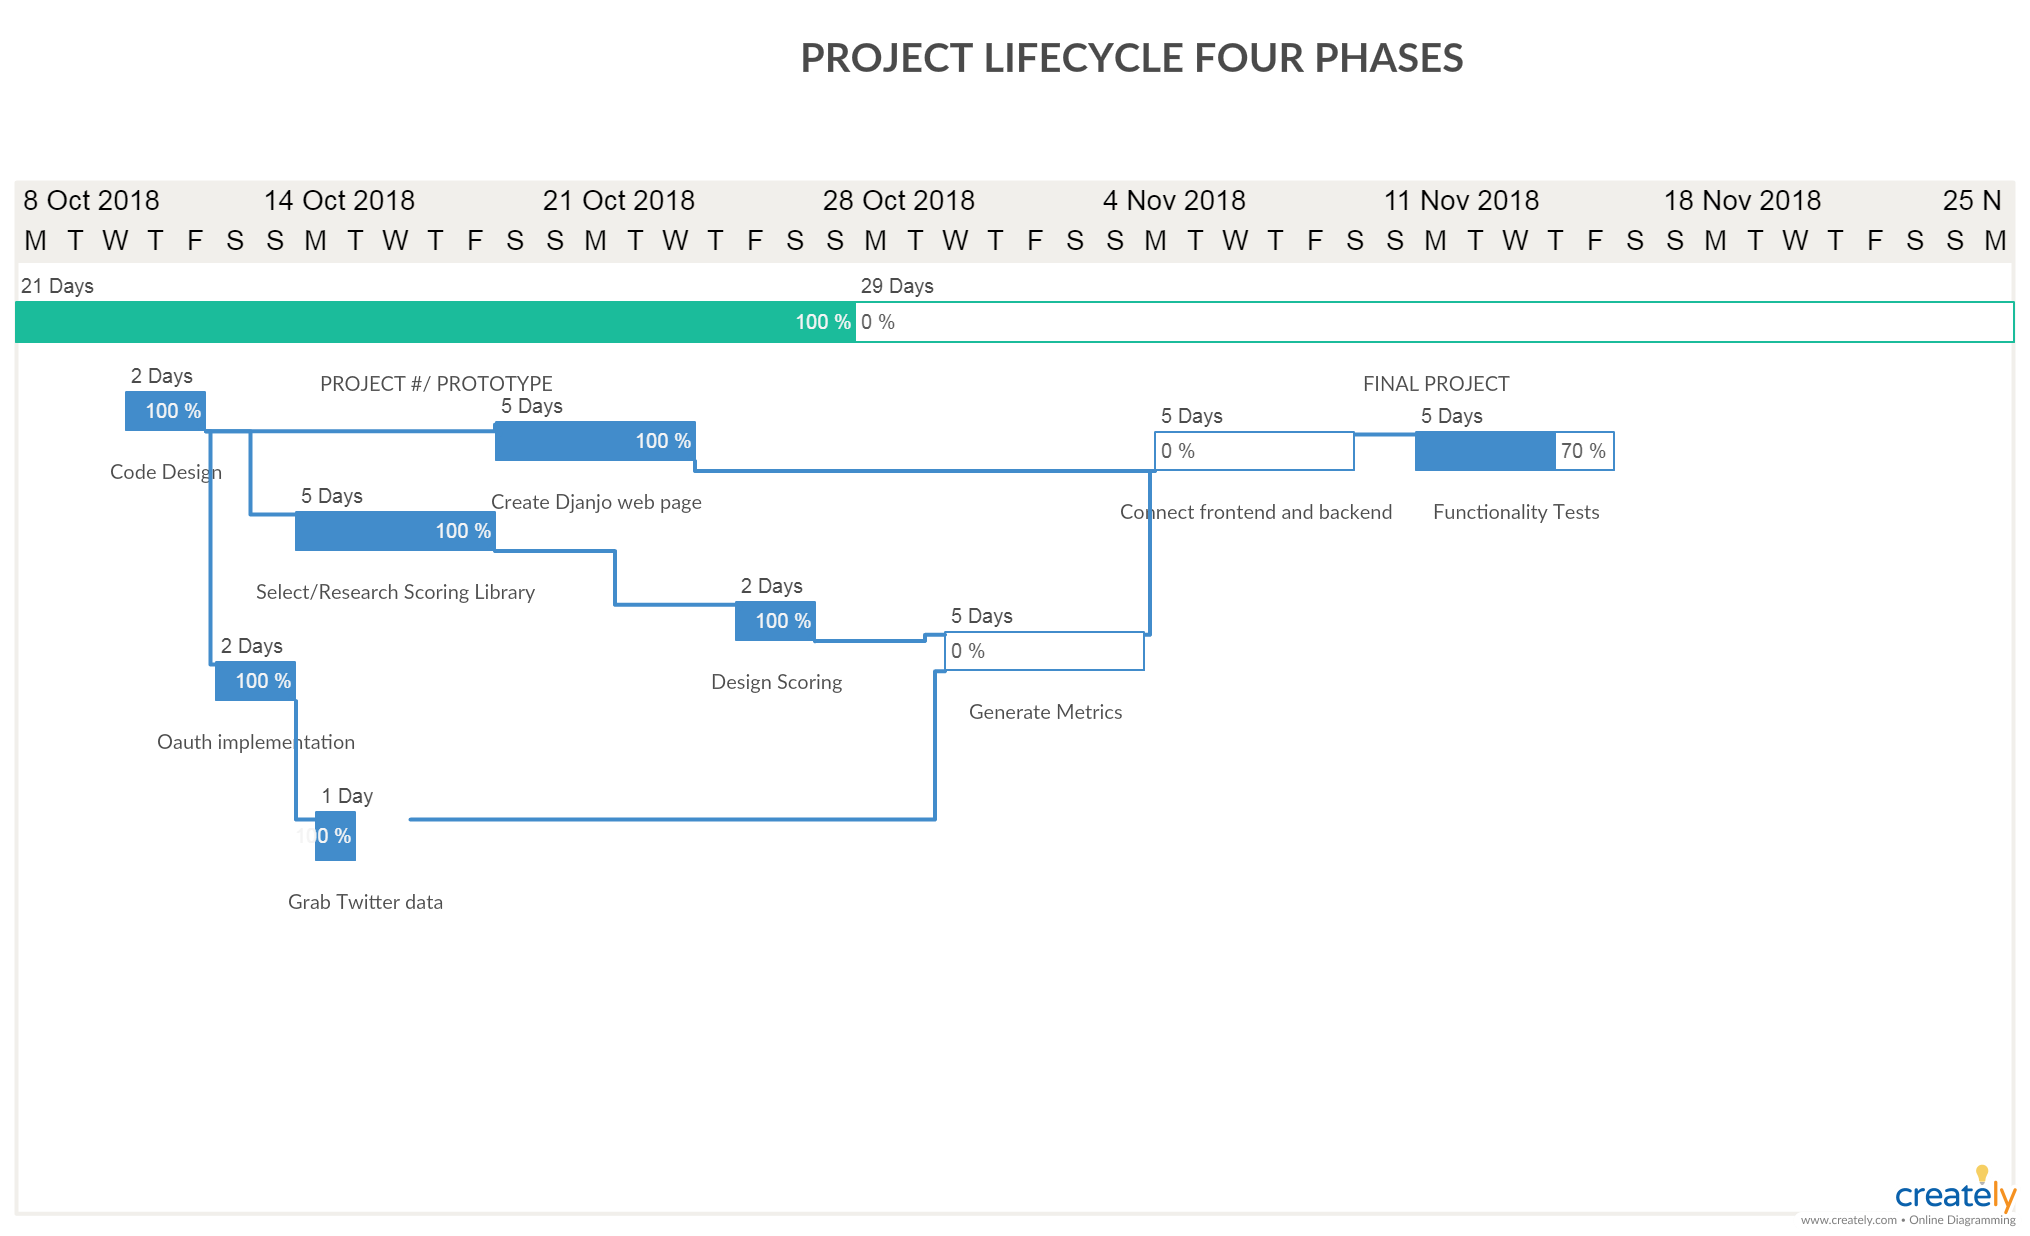 PROJECT LIFECYCLE FOUR PHASES
8 Oct 2018 14 Oct 2018 21 Oct 2018 28 Oct 2018 4 Nov 2018 11 Nov 2018 18 Nov 2018 25 N
M T W T F S S M T W T F S S M T W T F S S M T W T F S S M T W T F S S M T W T F S S M T W T F S S M
21 Days 29 Days
100 % 0 %
2 Days
PROJECT #/ PROTOTYPE
FINAL PROJECT
100 %
5 Days
5 Days
5 Days
100 %
0 %
70 %
Code Design
5 Days
Create Djanjo web page
Connect frontend and backend
Functionality Tests
100 %
Select/Research Scoring Library
2 Days
100 %
5 Days
2 Days
0 %
100 %
Design Scoring
Generate Metrics
Oauth implementation
1 Day
100 %
Grab Twitter data
creately
www.creately.com • Online Diagramming